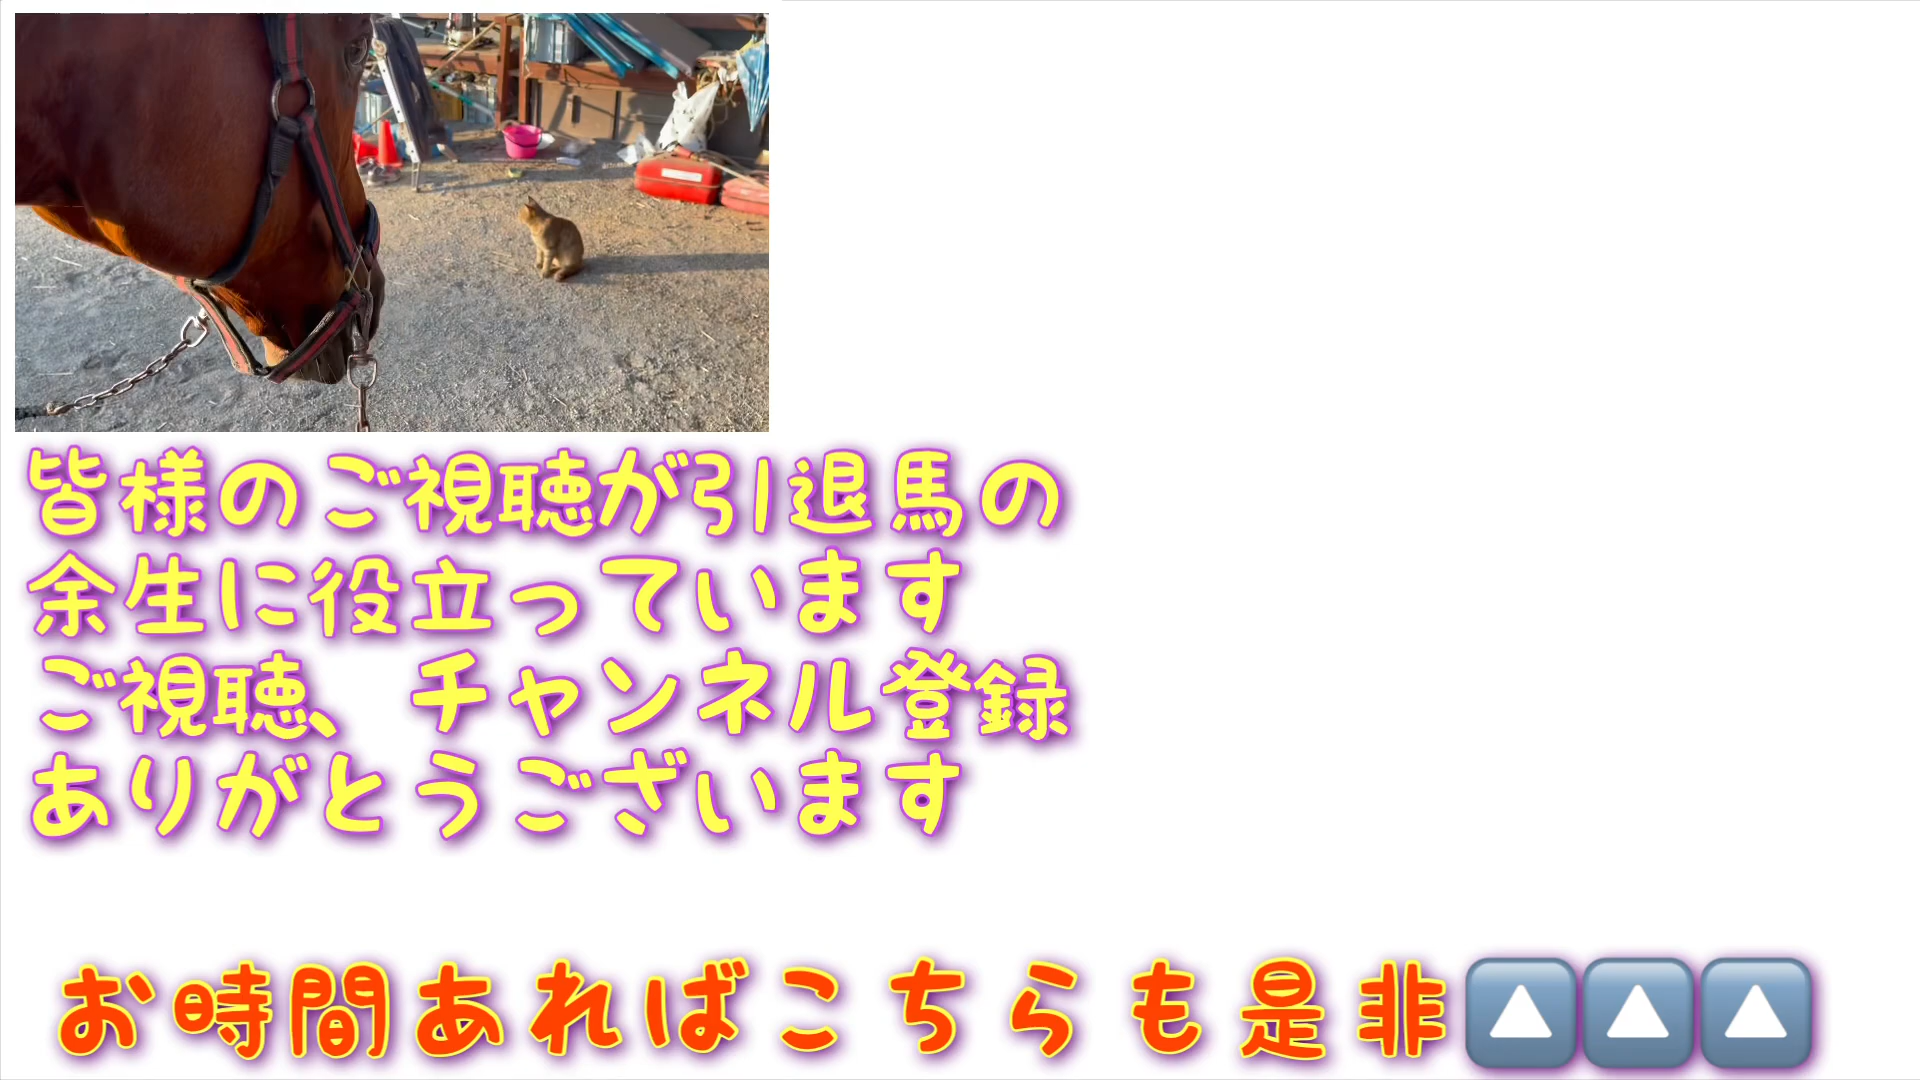 皆様のご視聴が引退馬の
余生に役立っています
ご視聴、チャンネル登録
ありがとうございます
お時間あればこちらも是非🔼🔼🔼